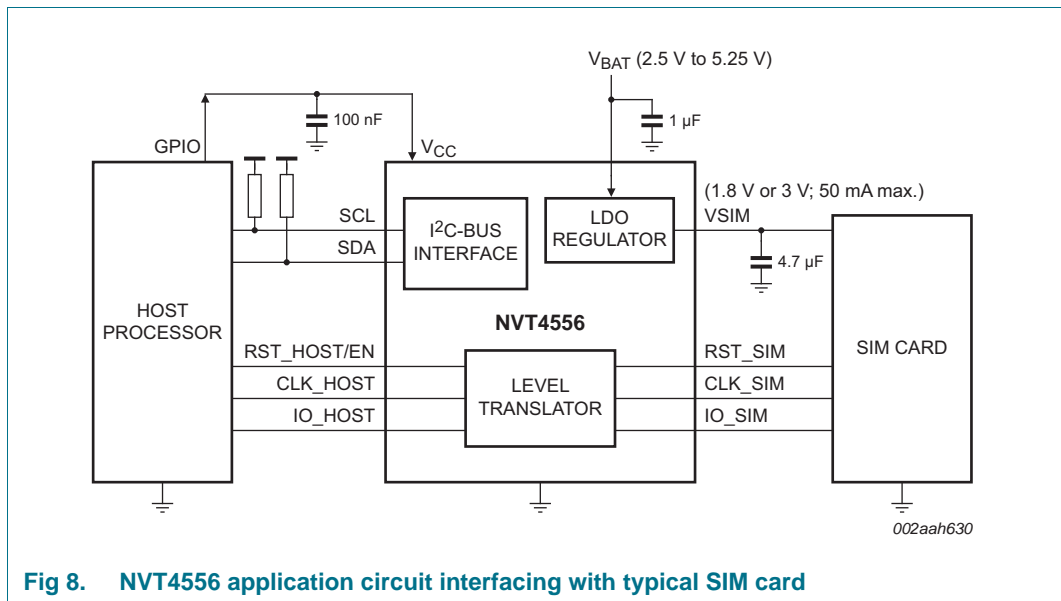 V_BAT (2.5 V to 5.25 V)
100 nF
1 µF
GPIO
V_CC
(1.8 V or 3 V; 50 mA max.)
SCL
SDA
I²C-BUS
INTERFACE
LDO
REGULATOR
VSIM
4.7 µF
HOST
PROCESSOR
NVT4556
SIM CARD
RST_HOST/EN
CLK_HOST
IO_HOST
LEVEL
TRANSLATOR
RST_SIM
CLK_SIM
IO_SIM
002aah630
Fig 8. NVT4556 application circuit interfacing with typical SIM card